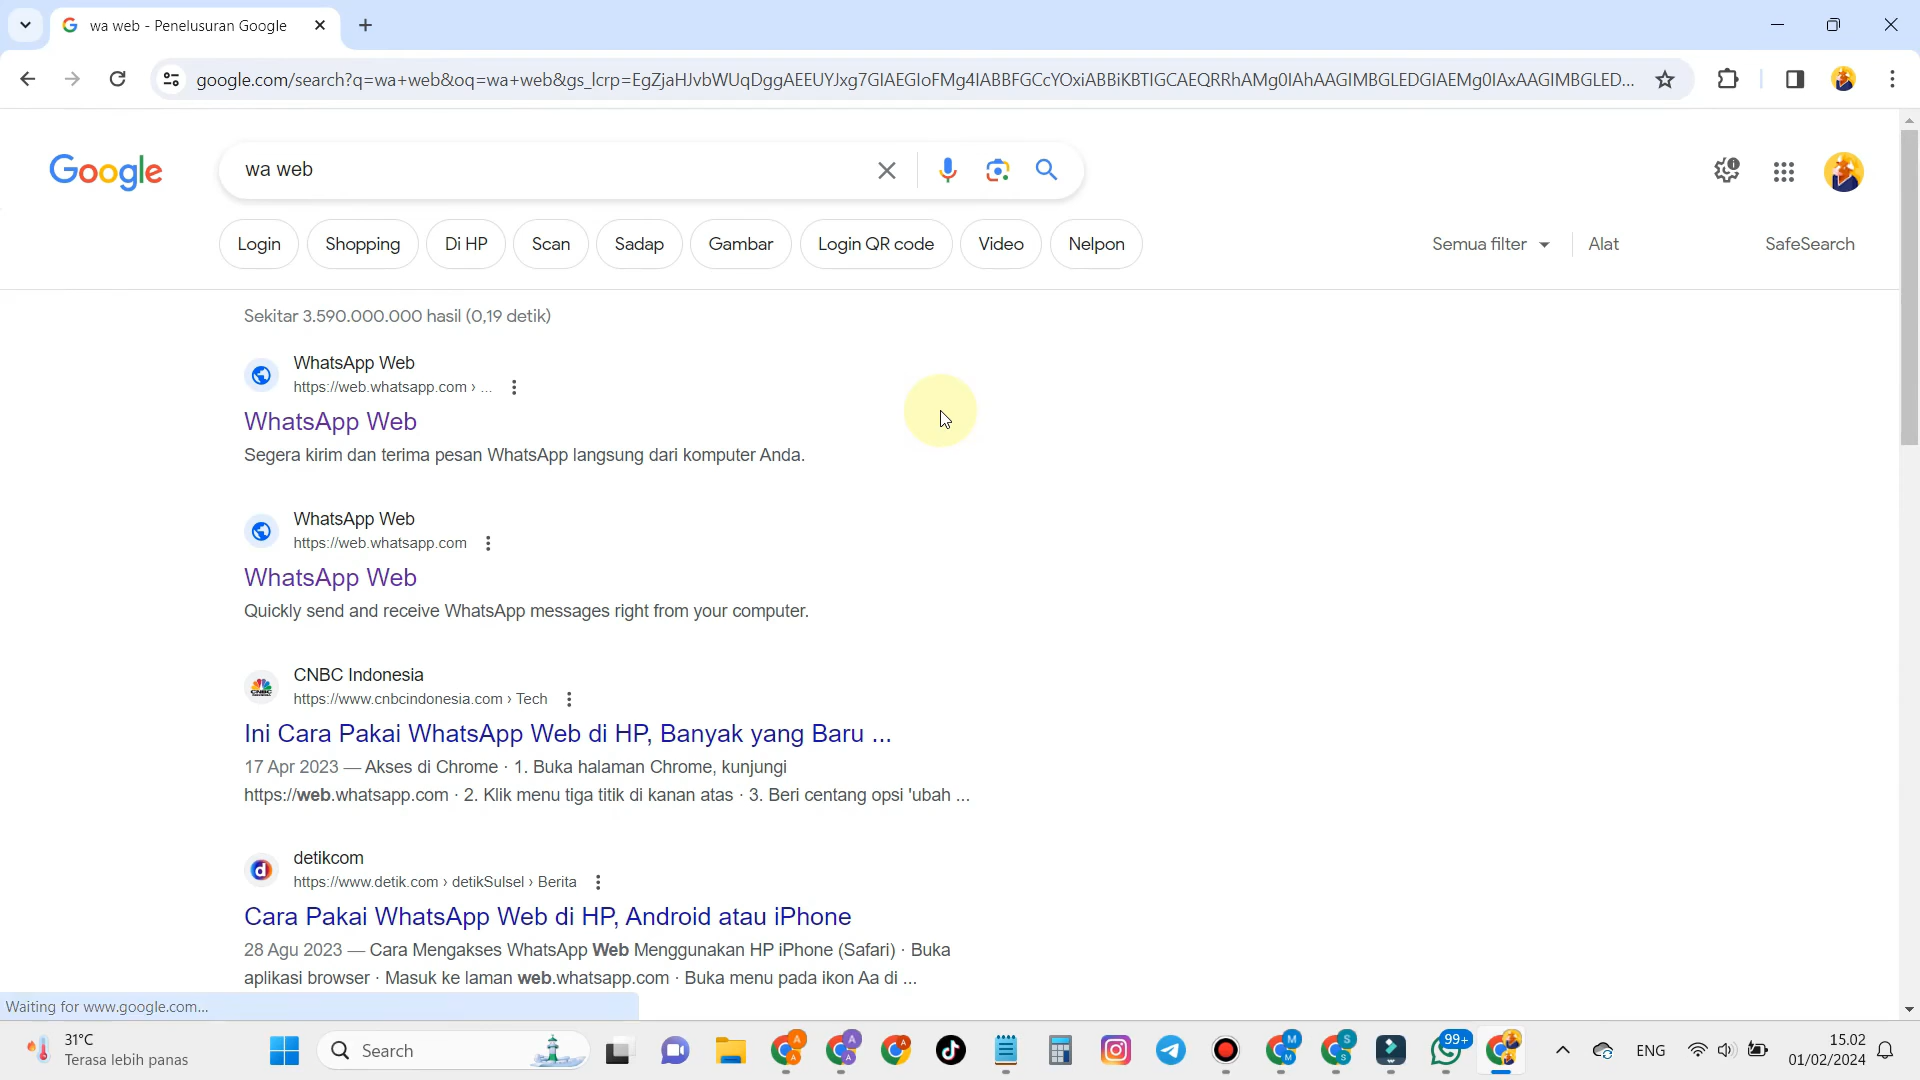 wa web - Penelusuran Google
google.com/search?q=wa+web&oq=wa+web&gs_lcrp=EgZjaHJvbWUqDggAEEUYJxg7GIAEGIoFMg4IABBFGCcYOxiABBiKBTIGCAEQRRhAMg0IAhAAGIMBGLEDGIAEMg0IAxAAGIMBGLED...
Google
wa web
Login
Shopping
Di HP
Scan
Sadap
Gambar
Login QR code
Video
Nelpon
Semua filter
Alat
SafeSearch
Sekitar 3.590.000.000 hasil (0,19 detik)
WhatsApp Web
https://web.whatsapp.com › ...
WhatsApp Web
Segera kirim dan terima pesan WhatsApp langsung dari komputer Anda.
WhatsApp Web
https://web.whatsapp.com
WhatsApp Web
Quickly send and receive WhatsApp messages right from your computer.
CNBC Indonesia
https://www.cnbcindonesia.com › Tech
Ini Cara Pakai WhatsApp Web di HP, Banyak yang Baru ...
17 Apr 2023 — Akses di Chrome · 1. Buka halaman Chrome, kunjungi
https://web.whatsapp.com · 2. Klik menu tiga titik di kanan atas · 3. Beri centang opsi 'ubah ...
detikcom
https://www.detik.com › detikSulsel › Berita
Cara Pakai WhatsApp Web di HP, Android atau iPhone
28 Agu 2023 — Cara Mengakses WhatsApp Web Menggunakan HP iPhone (Safari) · Buka
aplikasi browser · Masuk ke laman web.whatsapp.com · Buka menu pada ikon Aa di ...
Waiting for www.google.com...
31°C
Terasa lebih panas
Search
99+
ENG
15.02
01/02/2024